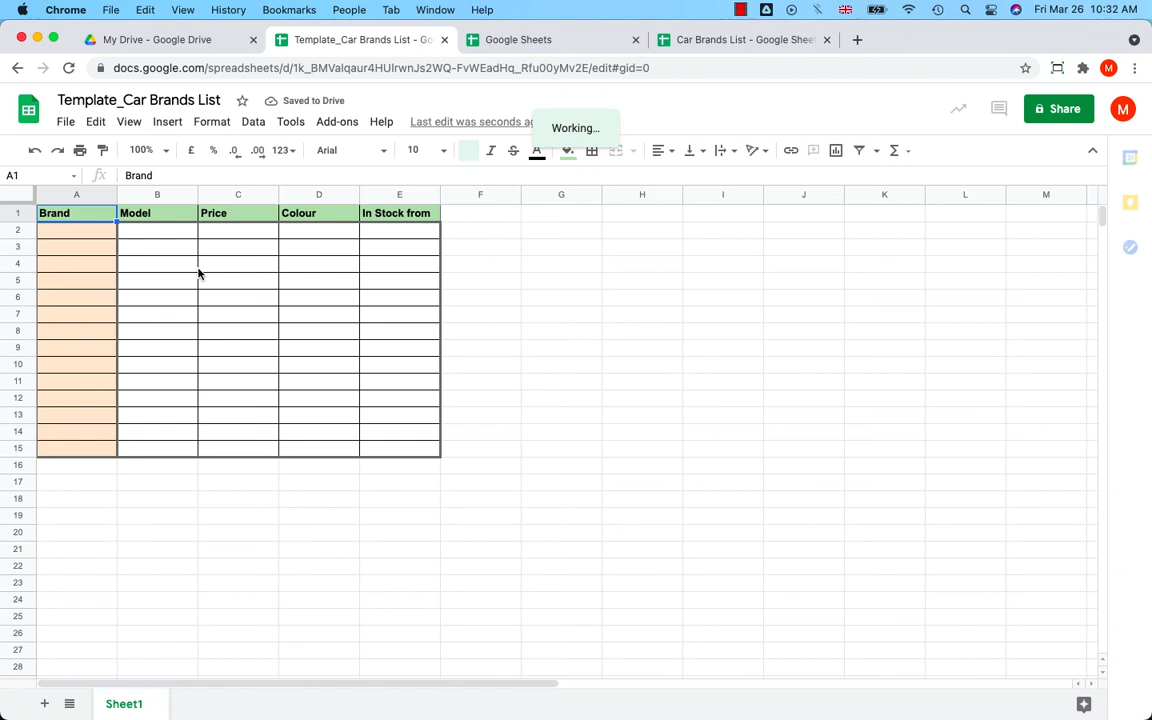 Chrome File Edit View History Bookmarks People Tab Window Help Fri Mar 26 10:32 AM
My Drive - Google Drive Template_Car Brands List - Go Google Sheets Car Brands List - Google Sheet
docs.google.com/spreadsheets/d/1k_BMValqaur4HUIrwnJs2WQ-FvWEadHq_Rfu00yMv2E/edit#gid=0 M
Template_Car Brands List Saved to Drive Share M
File Edit View Insert Format Data Tools Add-ons Help Last edit was seconds ag
Working...
100% £ % .0 .00 123 Arial 10 I S A Σ
A1 fx Brand
A B C D E F G H I J K L M
1 Brand Model Price Colour In Stock from
2
3
4
5
6
7
8
9
10
11
12
13
14
15
16
17
18
19
20
21
22
23
24
25
26
27
28
Sheet1